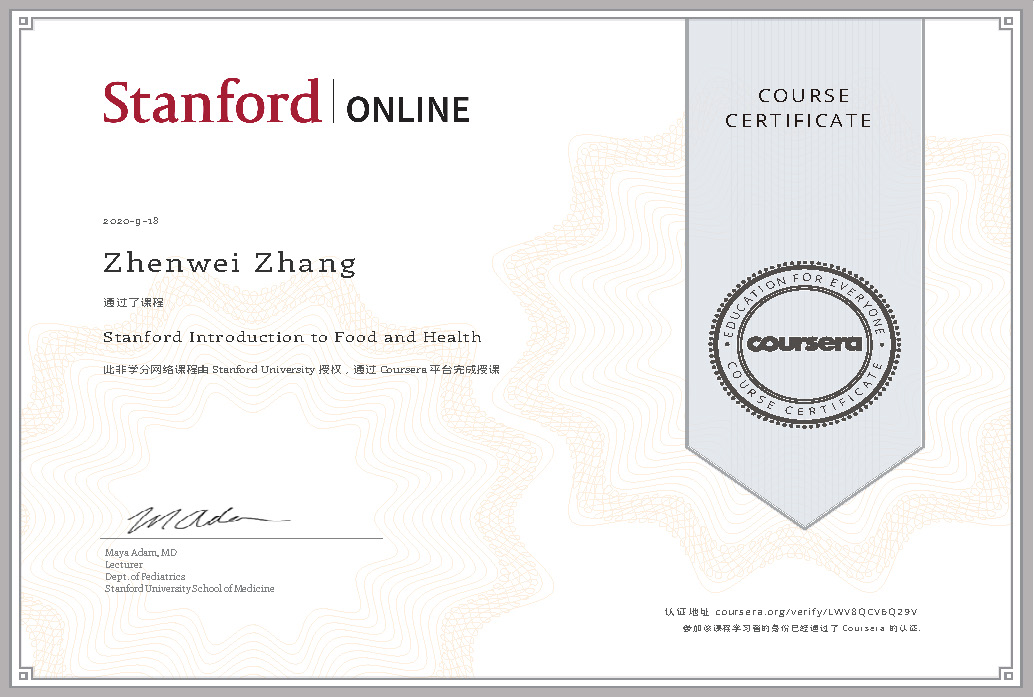 Stanford | ONLINE
COURSE
CERTIFICATE
2020-9-18
Zhenwei Zhang
通过了课程
Stanford Introduction to Food and Health
此非学分网络课程由 Stanford University 授权，通过 Coursera 平台完成授课
EDUCATION FOR EVERYONE
coursera
COURSE CERTIFICATE
M Adam
Maya Adam, MD
Lecturer
Dept. of Pediatrics
Stanford University School of Medicine
认证地址 coursera.org/verify/LWV8QCV6Q29V
参加该课程学习者的身份已经通过了 Coursera 的认证.